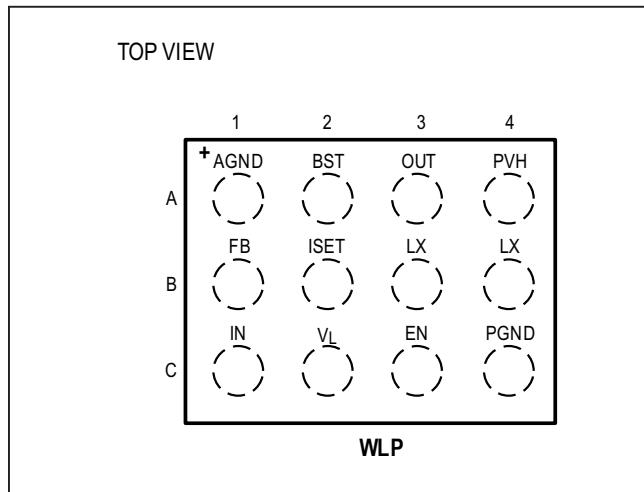 TOP VIEW
1 2 3 4
+ AGND BST OUT PVH
A
FB ISET LX LX
B
IN VL EN PGND
C
WLP